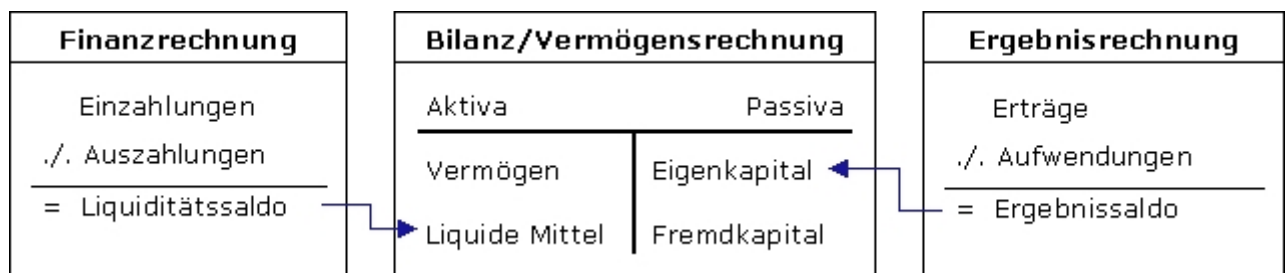 Finanzrechnung
Einzahlungen
./. Auszahlungen
= Liquiditätssaldo
Bilanz/Vermögensrechnung
Aktiva Passiva
Vermögen Eigenkapital
Liquide Mittel Fremdkapital
Ergebnisrechnung
Erträge
./. Aufwendungen
= Ergebnissaldo